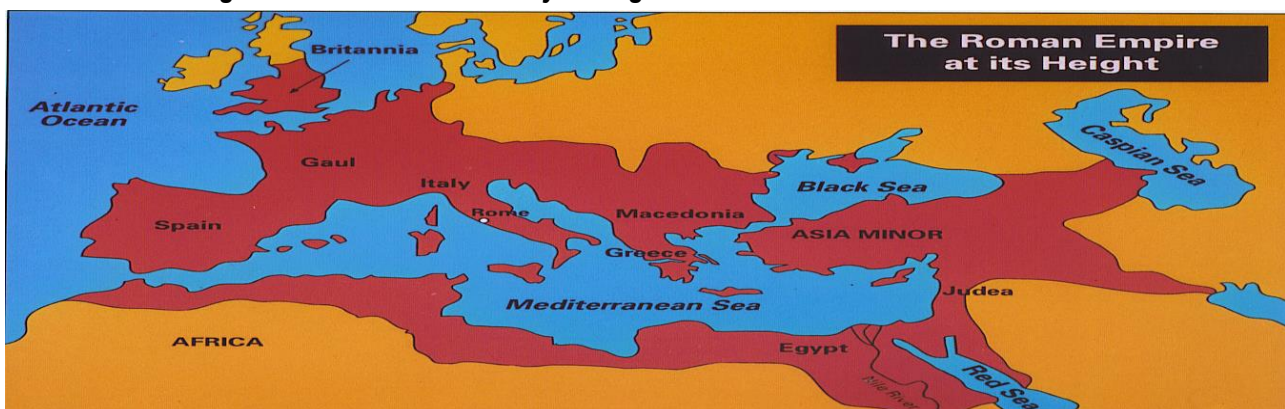 The Roman Empire
at its Height
Britannia
Atlantic
Ocean
Caspian Sea
Gaul
Italy
Black Sea
Spain
Rome
Macedonia
ASIA MINOR
Greece
Judea
Mediterranean Sea
AFRICA
Egypt
Nile River
Red Sea